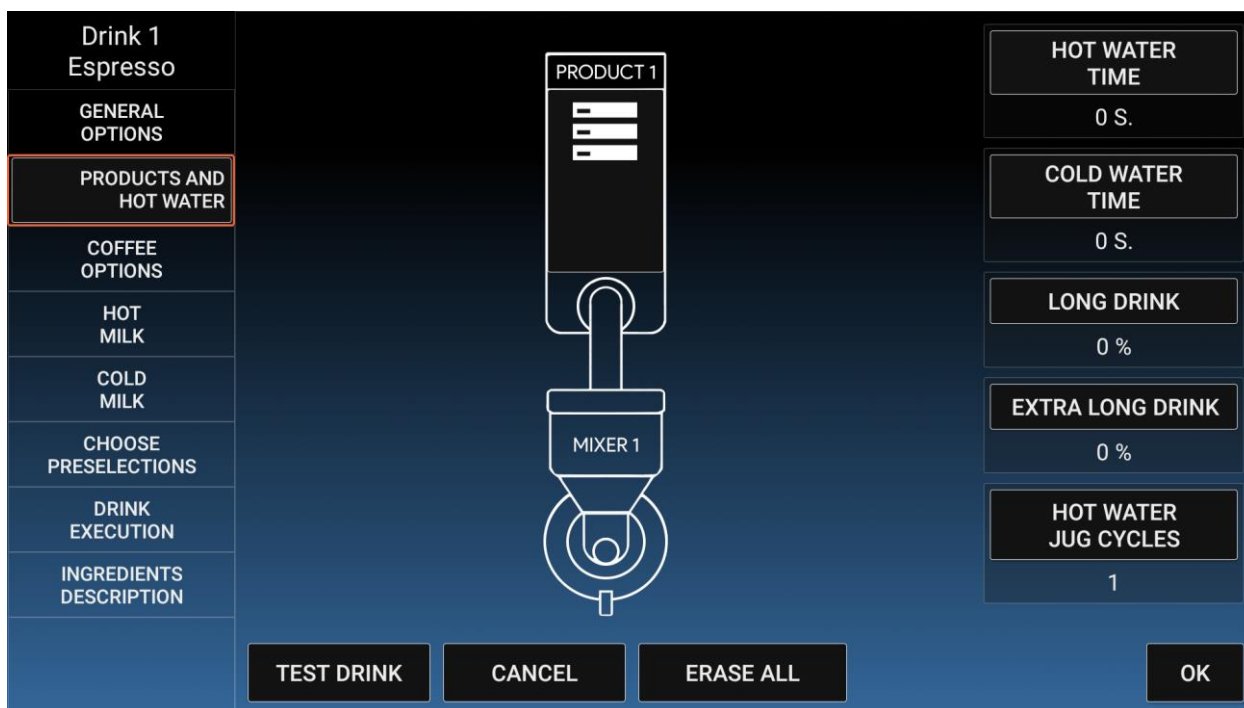 Drink 1
Espresso
GENERAL
OPTIONS
PRODUCTS AND
HOT WATER
COFFEE
OPTIONS
HOT
MILK
COLD
MILK
CHOOSE
PRESELECTIONS
DRINK
EXECUTION
INGREDIENTS
DESCRIPTION
PRODUCT 1
MIXER 1
HOT WATER
TIME
0 S.
COLD WATER
TIME
0 S.
LONG DRINK
0 %
EXTRA LONG DRINK
0 %
HOT WATER
JUG CYCLES
1
TEST DRINK
CANCEL
ERASE ALL
OK